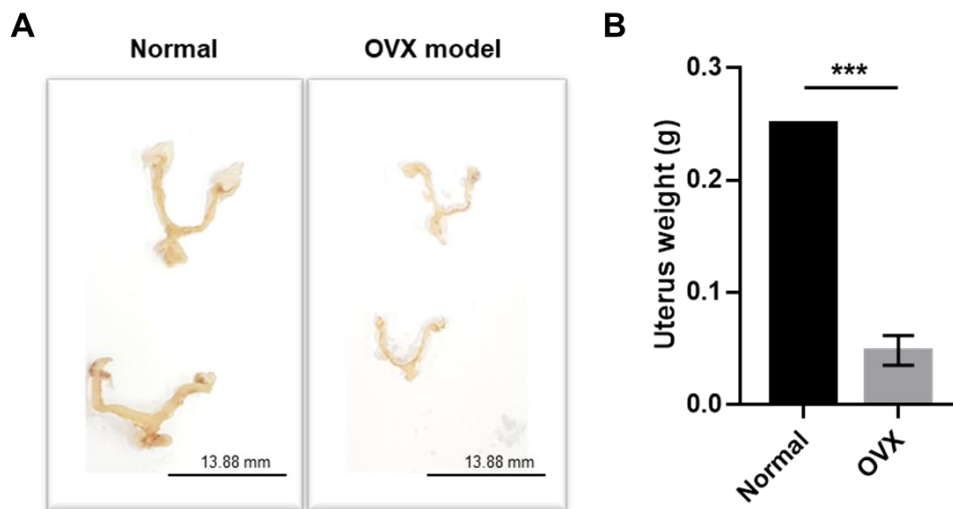 A
Normal
OVX model
13.88 mm
13.88 mm
B
***
0.3
0.2
0.1
0.0
Uterus weight (g)
Normal
OVX